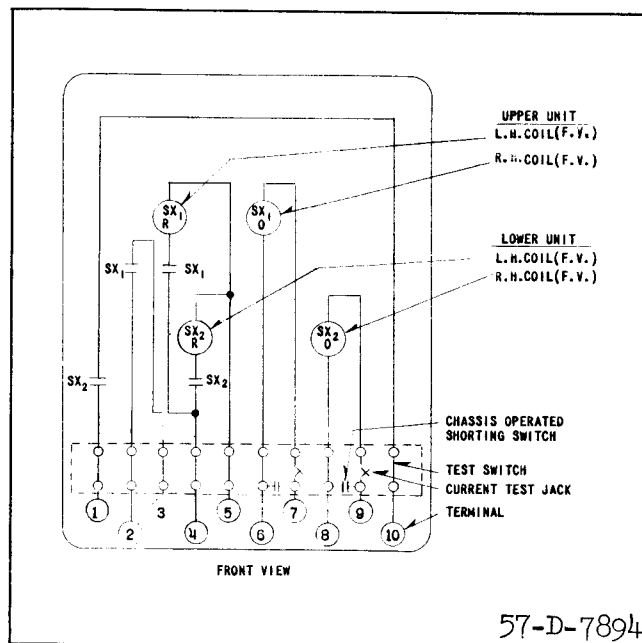 UPPER UNIT
L.H.COIL(F.V.)
R.H.COIL(F.V.)
LOWER UNIT
L.H.COIL(F.V.)
R.H.COIL(F.V.)
SX1
R
SX1
O
SX1
SX1
SX2
R
SX2
O
SX2
SX2
CHASSIS OPERATED
SHORTING SWITCH
TEST SWITCH
CURRENT TEST JACK
TERMINAL
1
2
3
4
5
6
7
8
9
10
FRONT VIEW
57-D-7894